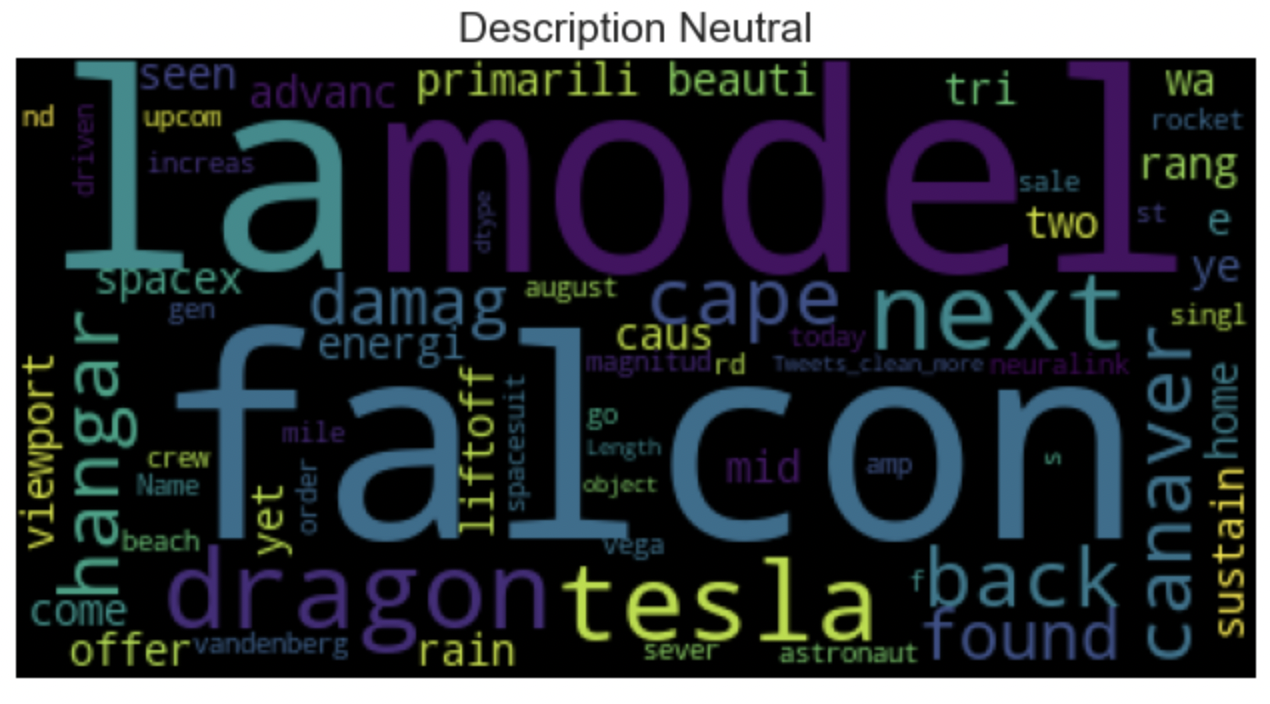 Description Neutral
seen
advanc
primarili
beauti
tri
wa
nd
driven
upcom
increas
la
model
dtype
sale
two
st
rocket
rang
e
ye
spacex
gen
damag
energi
august
cape
caus
today
next
singl
magnitud
rd
Tweets_clean_more
neuralink
viewport
hangar
falcon
mile
crew
Name
yet
order
liftoff
spacesuit
go
Length
object
mid
amp
s
canaver
home
sustain
beach
vega
come
dragon
tesla
f
back
found
offer
vandenberg
rain
sever
astronaut